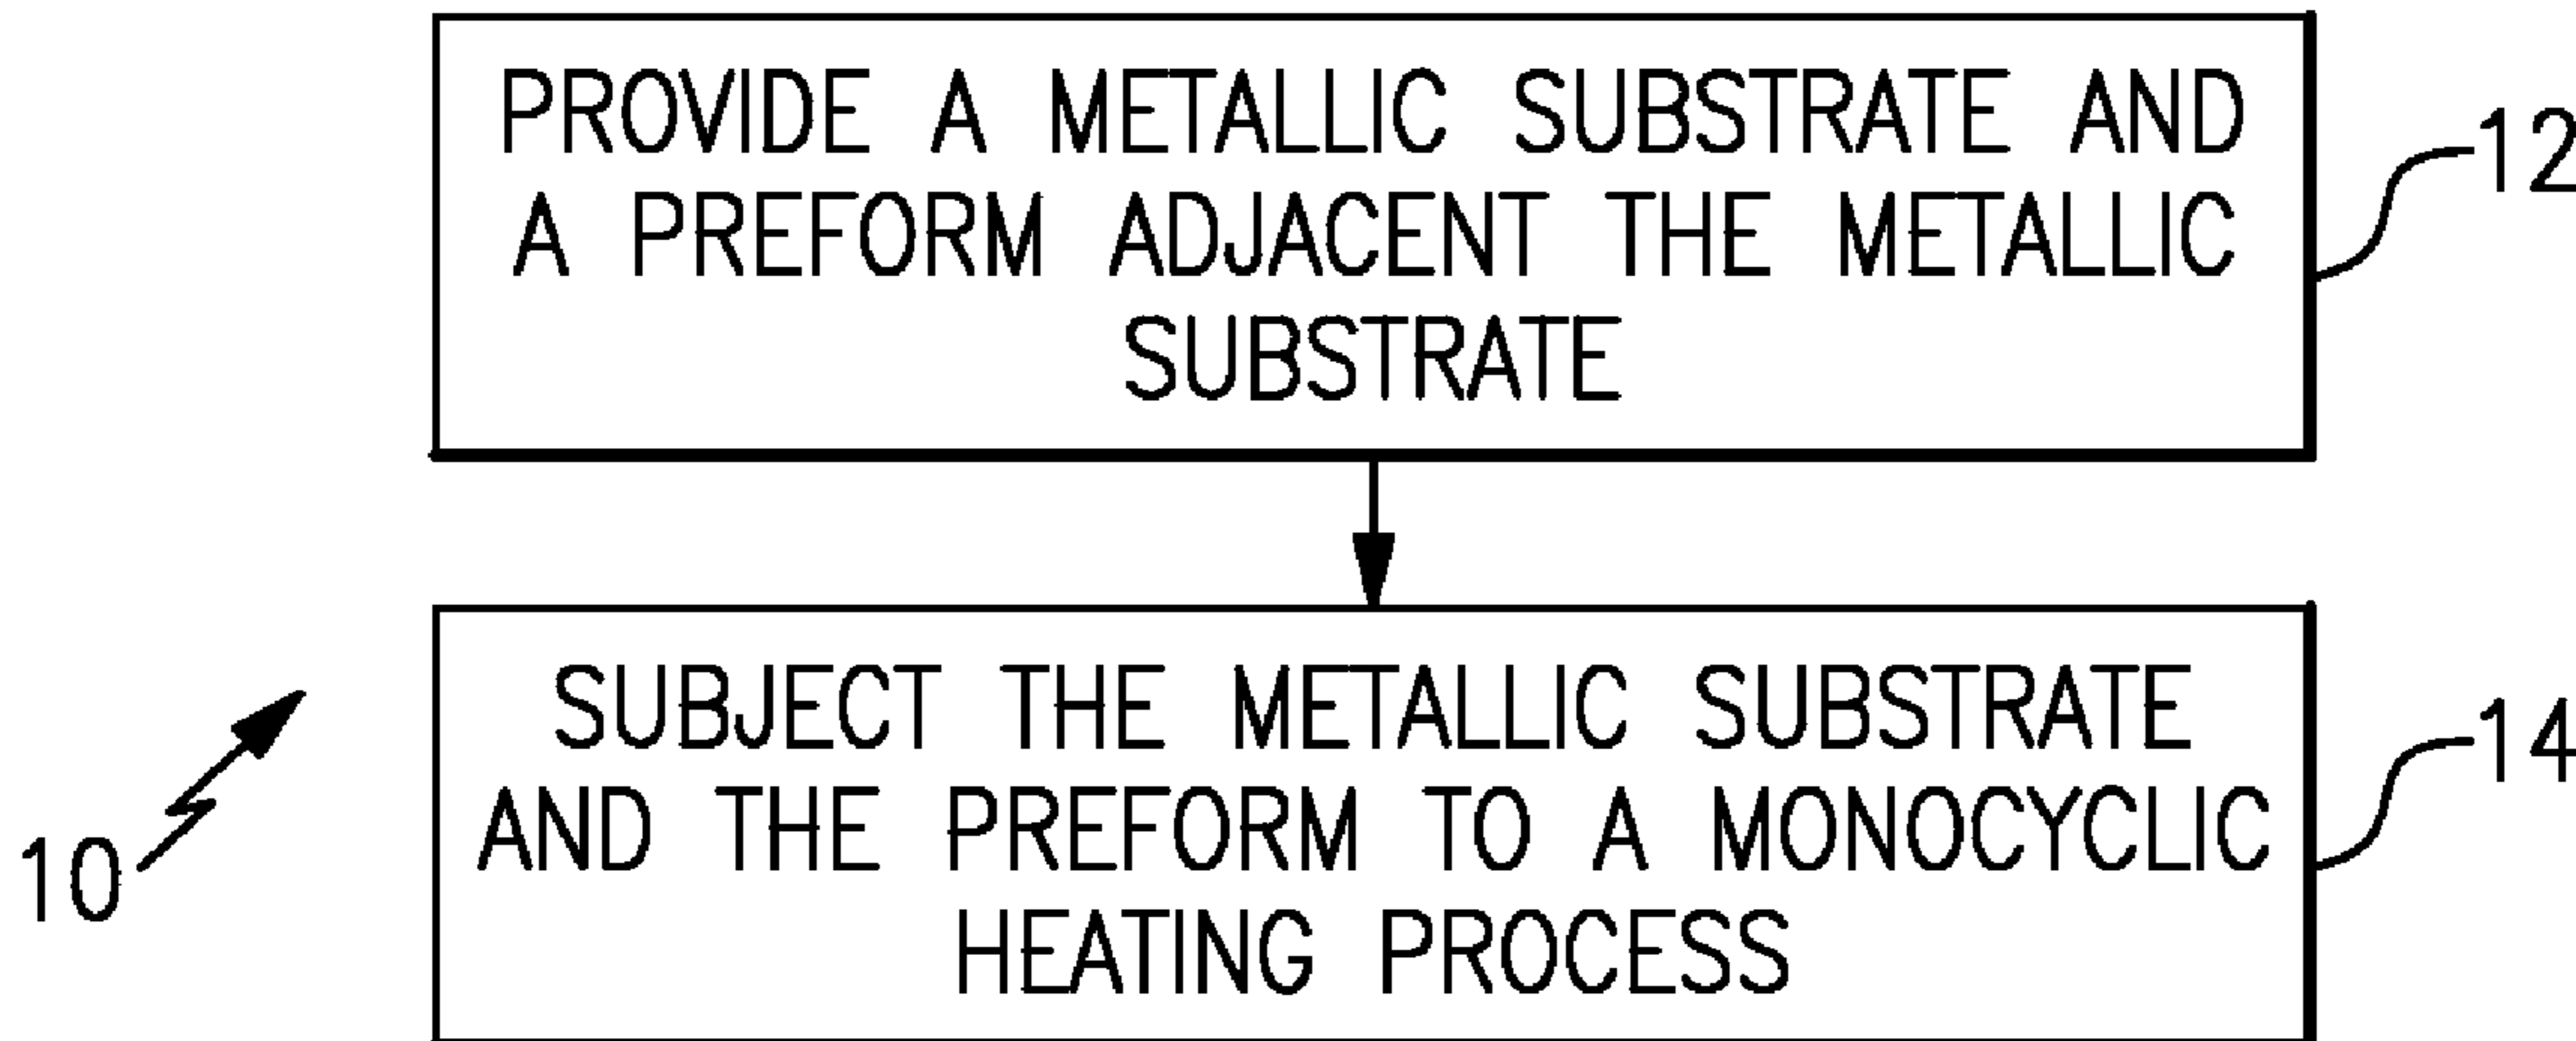 PROVIDE A METALLIC SUBSTRATE AND
A PREFORM ADJACENT THE METALLIC
SUBSTRATE
12
SUBJECT THE METALLIC SUBSTRATE
AND THE PREFORM TO A MONOCYCLIC
HEATING PROCESS
14
10